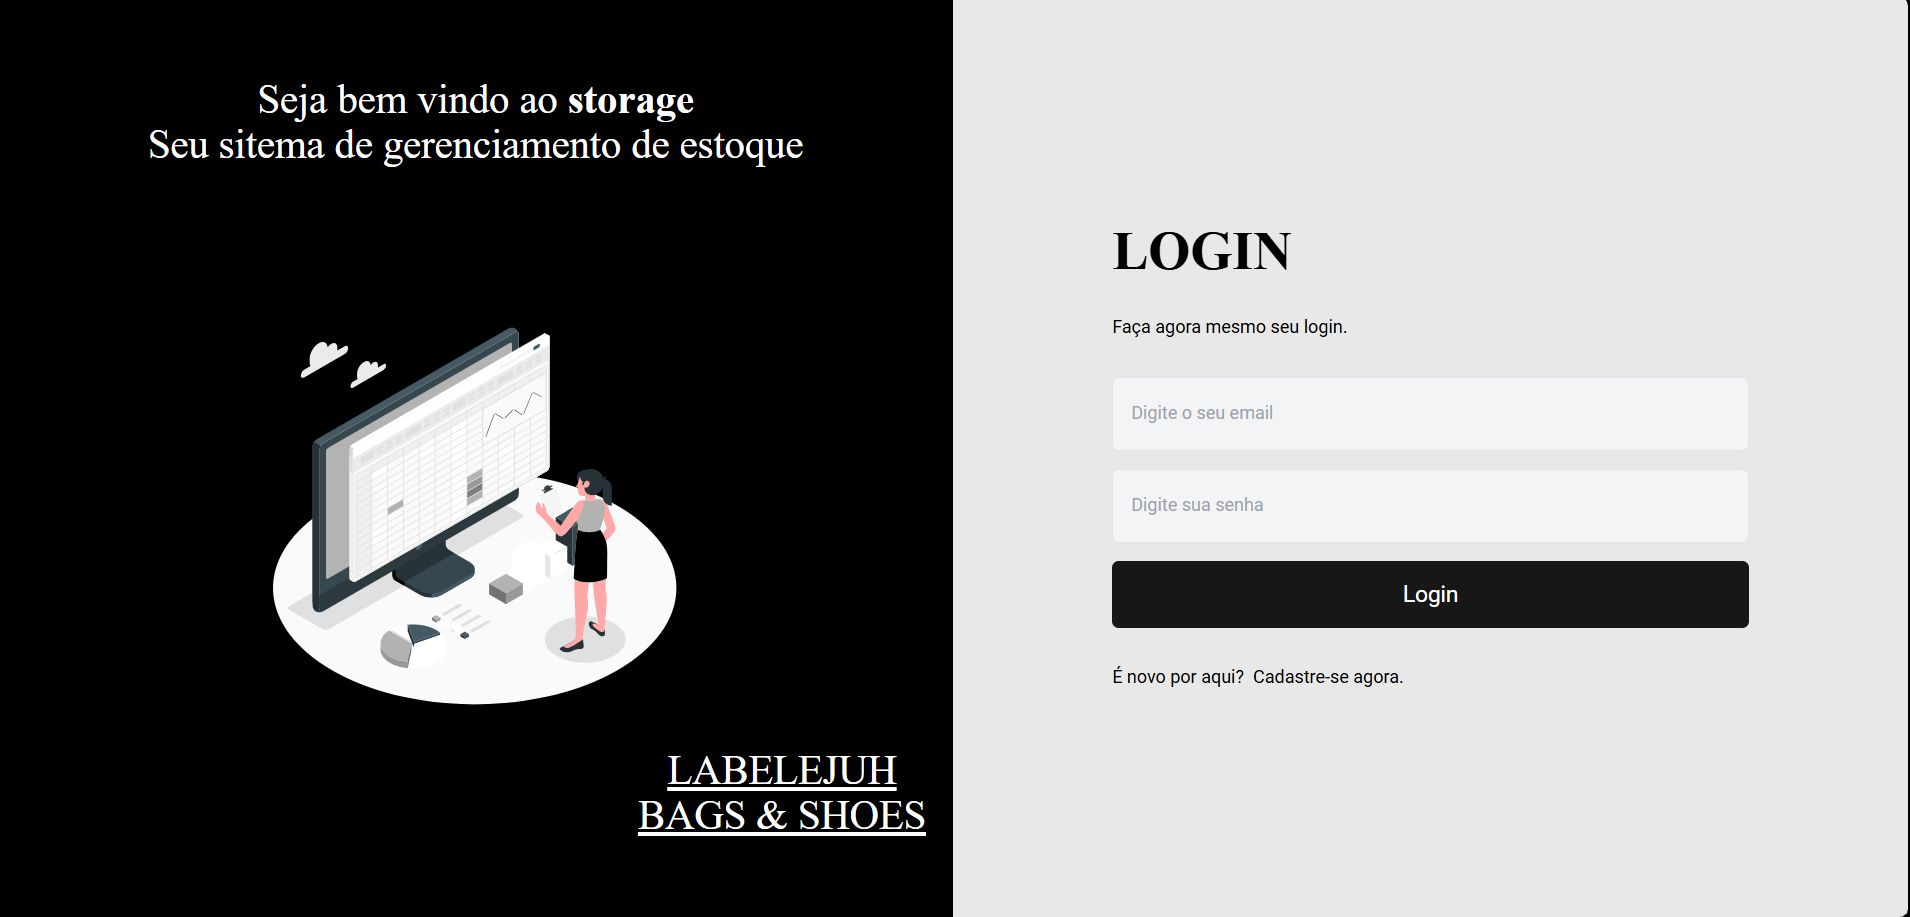 Seja bem vindo ao storage
Seu sitema de gerenciamento de estoque
LABELEJUH
BAGS & SHOES
LOGIN
Faça agora mesmo seu login.
Digite o seu email
Digite sua senha
Login
É novo por aqui? Cadastre-se agora.